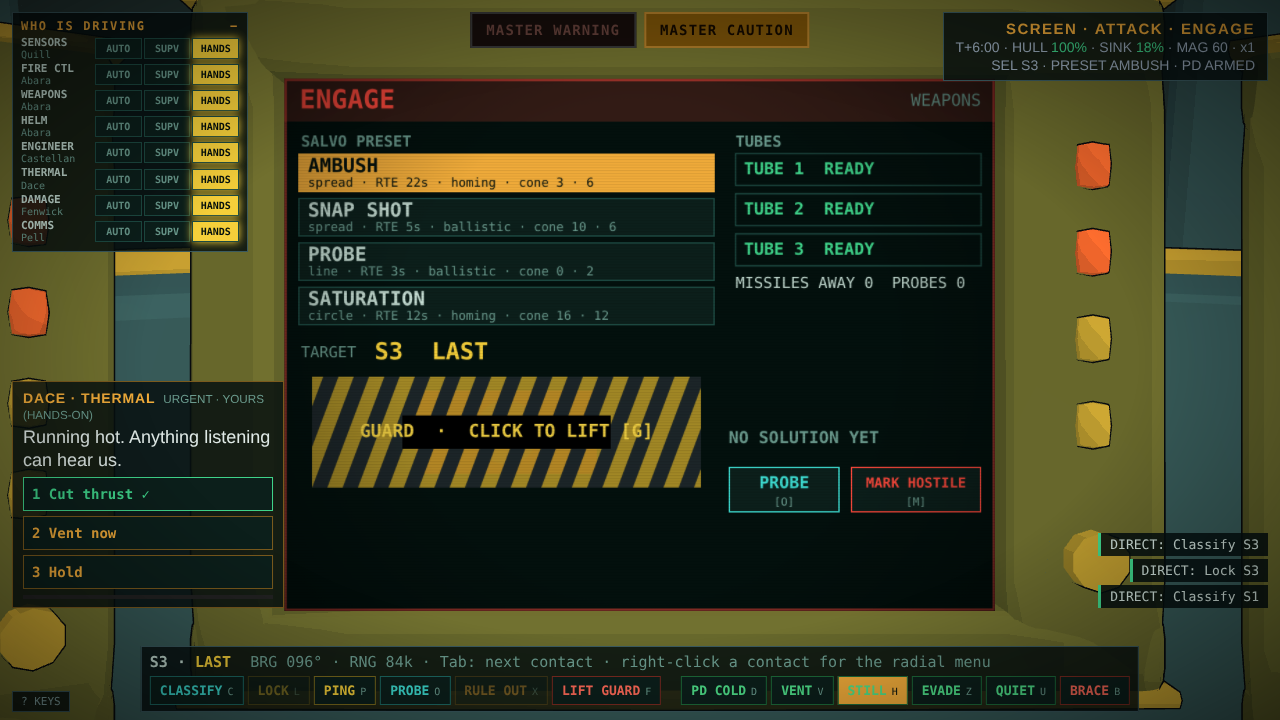 WHO IS DRIVING –
SENSORS AUTO SUPV HANDS
Quill
FIRE CTL AUTO SUPV HANDS
Abara
WEAPONS AUTO SUPV HANDS
Abara
HELM AUTO SUPV HANDS
Abara
ENGINEER AUTO SUPV HANDS
Castellan
THERMAL AUTO SUPV HANDS
Dace
DAMAGE AUTO SUPV HANDS
Fenwick
COMMS AUTO SUPV HANDS
Pell
MASTER WARNING MASTER CAUTION
SCREEN · ATTACK · ENGAGE
T+6:00 · HULL 100% · SINK 18% · MAG 60 · x1
SEL S3 · PRESET AMBUSH · PD ARMED
ENGAGE WEAPONS
SALVO PRESET
AMBUSH
spread · RTE 22s · homing · cone 3 · 6
SNAP SHOT
spread · RTE 5s · ballistic · cone 10 · 6
PROBE
line · RTE 3s · ballistic · cone 0 · 2
SATURATION
circle · RTE 12s · homing · cone 16 · 12
TARGET S3 LAST
GUARD · CLICK TO LIFT [G]
TUBES
TUBE 1 READY
TUBE 2 READY
TUBE 3 READY
MISSILES AWAY 0 PROBES 0
NO SOLUTION YET
PROBE
[O]
MARK HOSTILE
[M]
DACE · THERMAL URGENT · YOURS
(HANDS-ON)
Running hot. Anything listening
can hear us.
1 Cut thrust ✓
2 Vent now
3 Hold
DIRECT: Classify S3
DIRECT: Lock S3
DIRECT: Classify S1
S3 · LAST BRG 096° · RNG 84k · Tab: next contact · right-click a contact for the radial menu
CLASSIFY C LOCK L PING P PROBE O RULE OUT X LIFT GUARD F PD COLD D VENT V STILL H EVADE Z QUIET U BRACE B
? KEYS